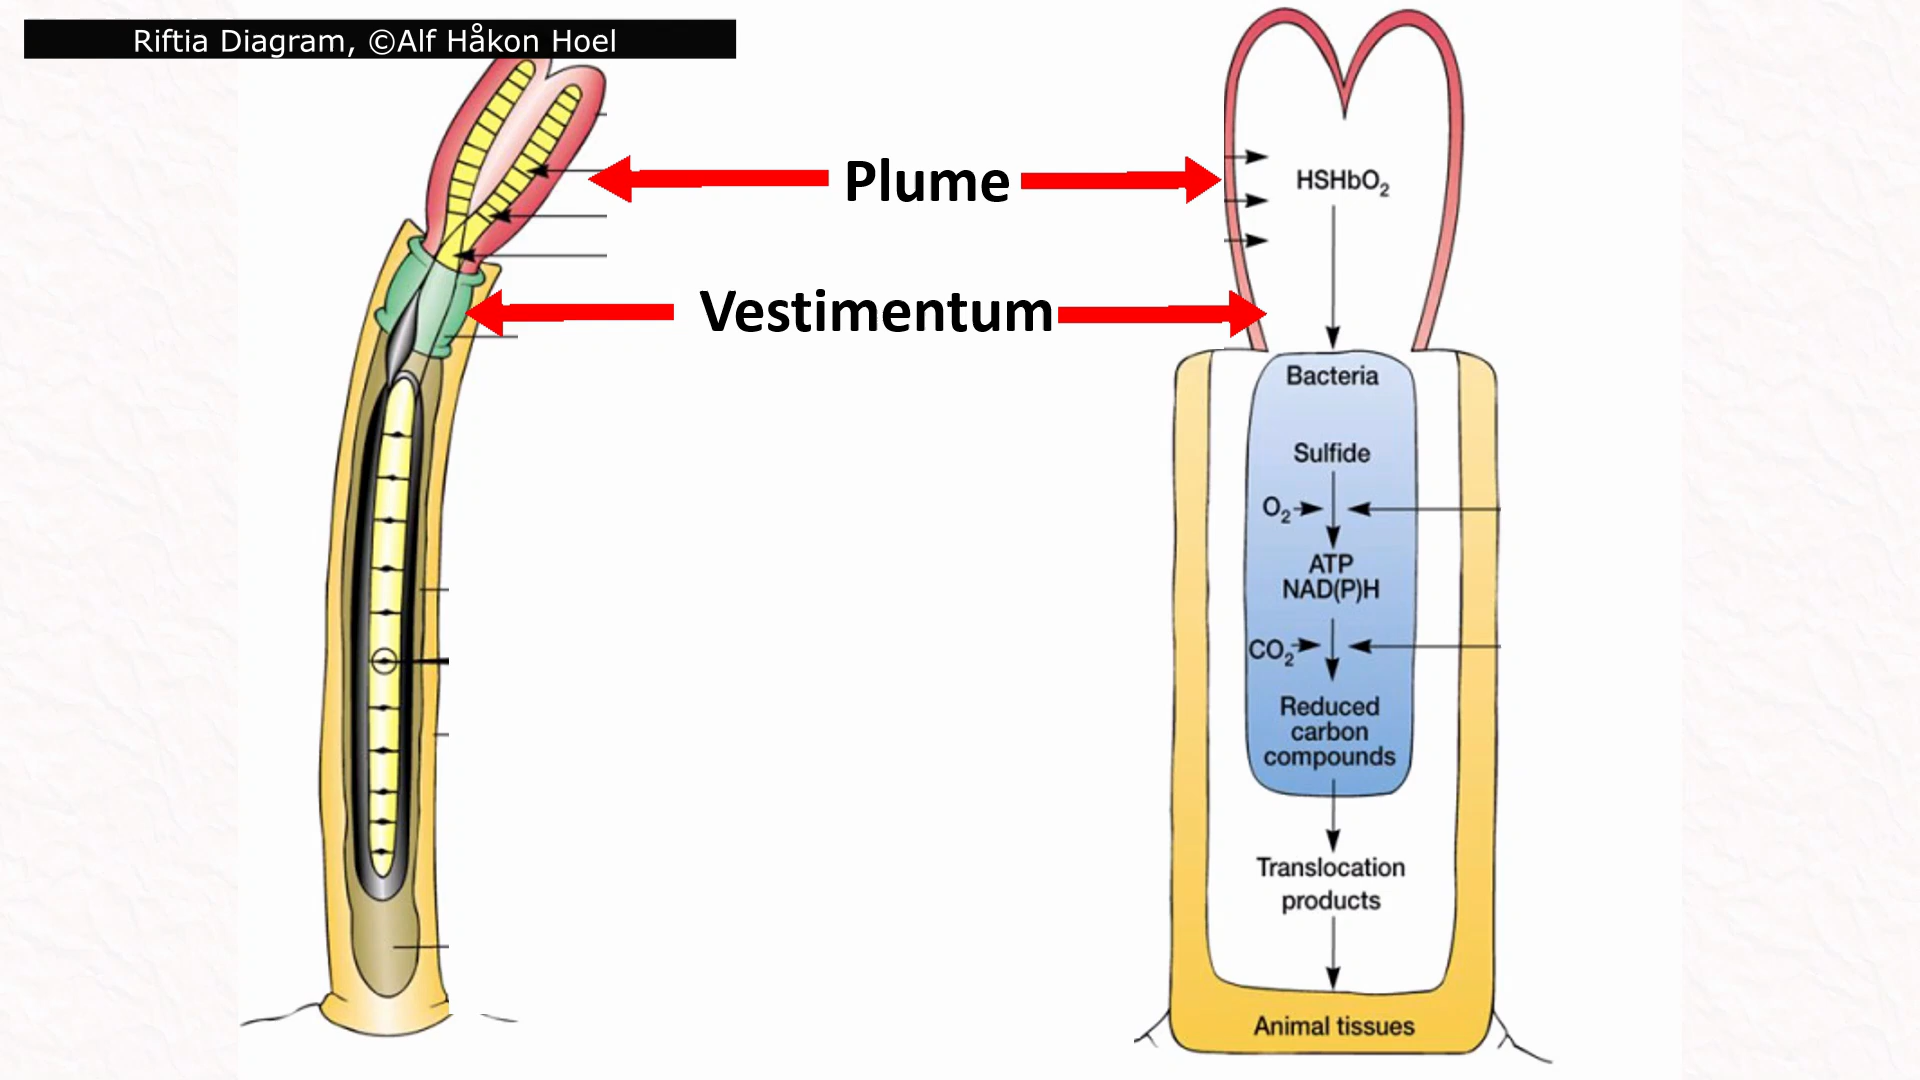 Riftia Diagram, ©Alf Håkon Hoel
Plume
Vestimentum
HSHbO₂
Bacteria
Sulfide
O₂
ATP
NAD(P)H
CO₂
Reduced
carbon
compounds
Translocation
products
Animal tissues